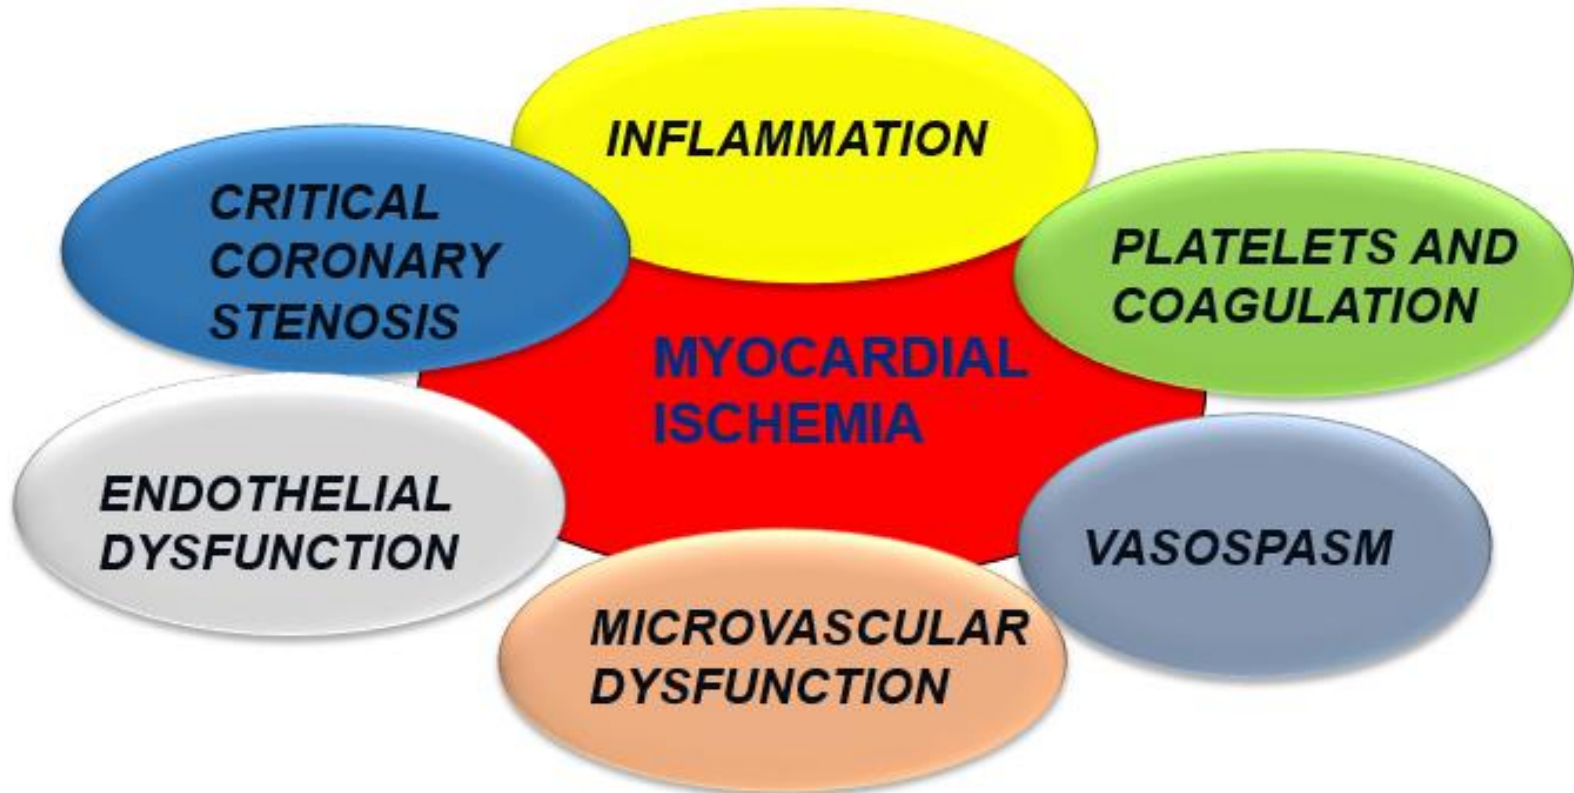 INFLAMMATION
CRITICAL
CORONARY
STENOSIS
PLATELETS AND
COAGULATION
MYOCARDIAL
ISCHEMIA
ENDOTHELIAL
DYSFUNCTION
VASOSPASM
MICROVASCULAR
DYSFUNCTION